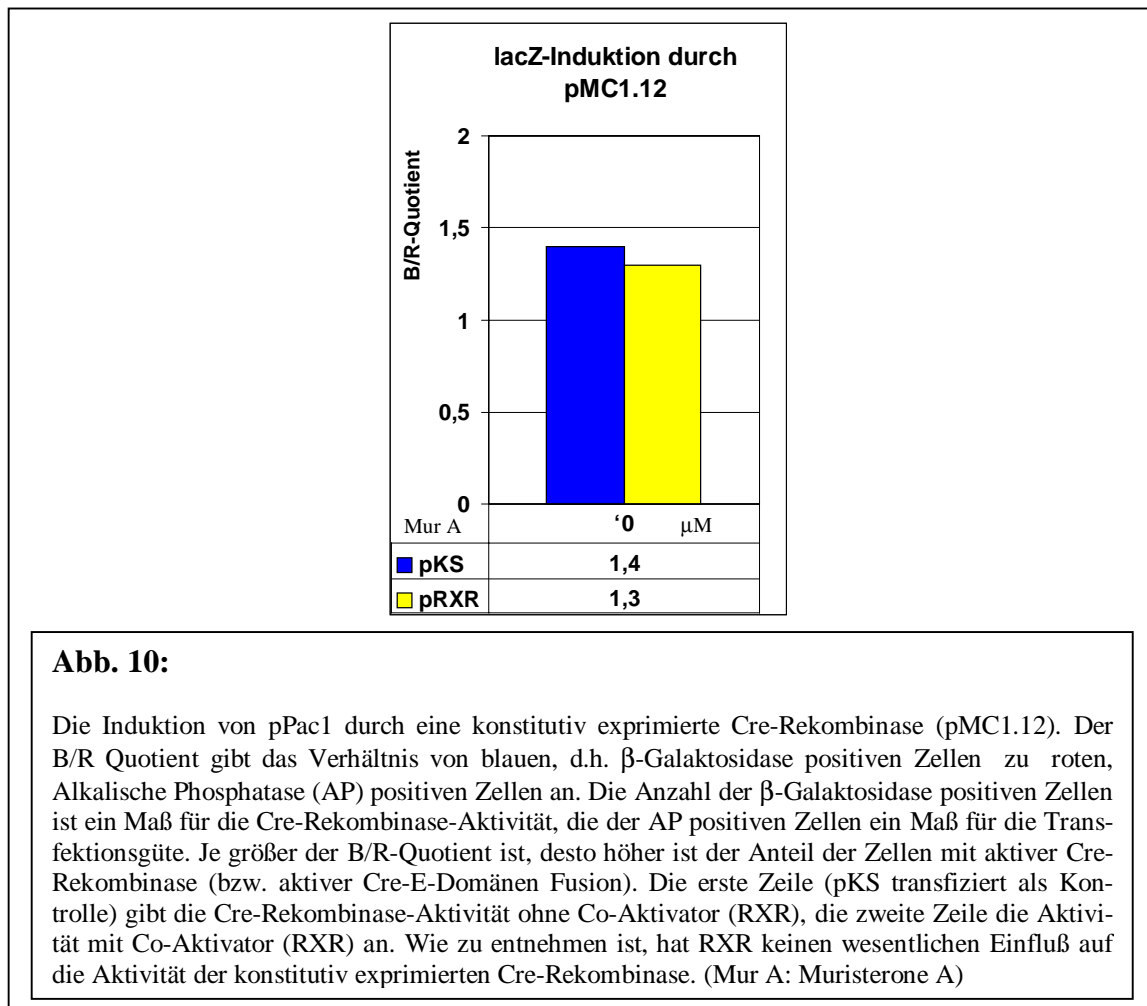 lacZ-Induktion durch
pMC1.12
B/R-Quotient
2
1,5
1
0,5
0
Mur A ‘0 µM
pKS 1,4
pRXR 1,3
Abb. 10:
Die Induktion von pPac1 durch eine konstitutiv exprimierte Cre-Rekombinase (pMC1.12). Der
B/R Quotient gibt das Verhältnis von blauen, d.h. β-Galaktosidase positiven Zellen zu roten,
Alkalische Phosphatase (AP) positiven Zellen an. Die Anzahl der β-Galaktosidase positiven Zellen
ist ein Maß für die Cre-Rekombinase-Aktivität, die der AP positiven Zellen ein Maß für die Trans-
fektionsgüte. Je größer der B/R-Quotient ist, desto höher ist der Anteil der Zellen mit aktiver Cre-
Rekombinase (bzw. aktiver Cre-E-Domänen Fusion). Die erste Zeile (pKS transfiziert als Kon-
trolle) gibt die Cre-Rekombinase-Aktivität ohne Co-Aktivator (RXR), die zweite Zeile die Aktivi-
tät mit Co-Aktivator (RXR) an. Wie zu entnehmen ist, hat RXR keinen wesentlichen Einfluß auf
die Aktivität der konstitutiv exprimierten Cre-Rekombinase. (Mur A: Muristerone A)